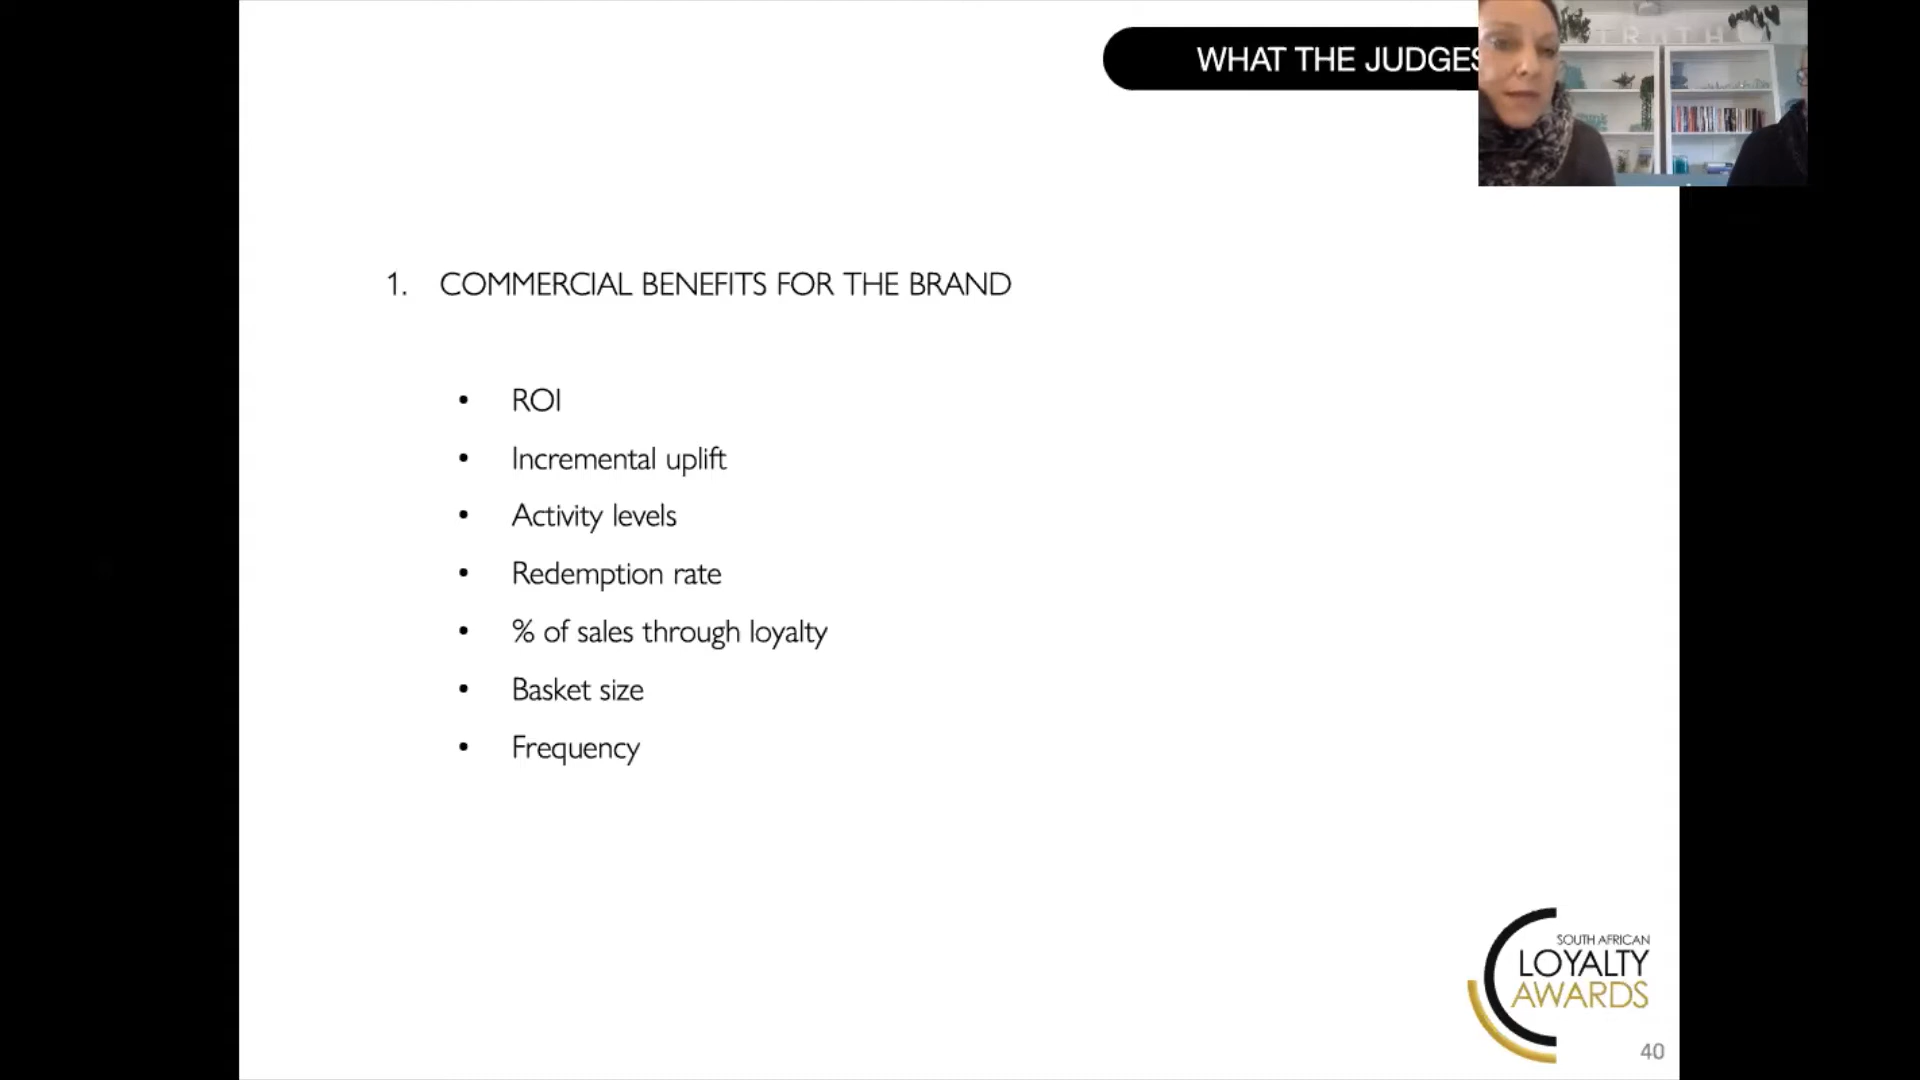 WHAT THE JUDGES
TRUTH
1. COMMERCIAL BENEFITS FOR THE BRAND
• ROI
• Incremental uplift
• Activity levels
• Redemption rate
• % of sales through loyalty
• Basket size
• Frequency
SOUTH AFRICAN
LOYALTY
AWARDS
40